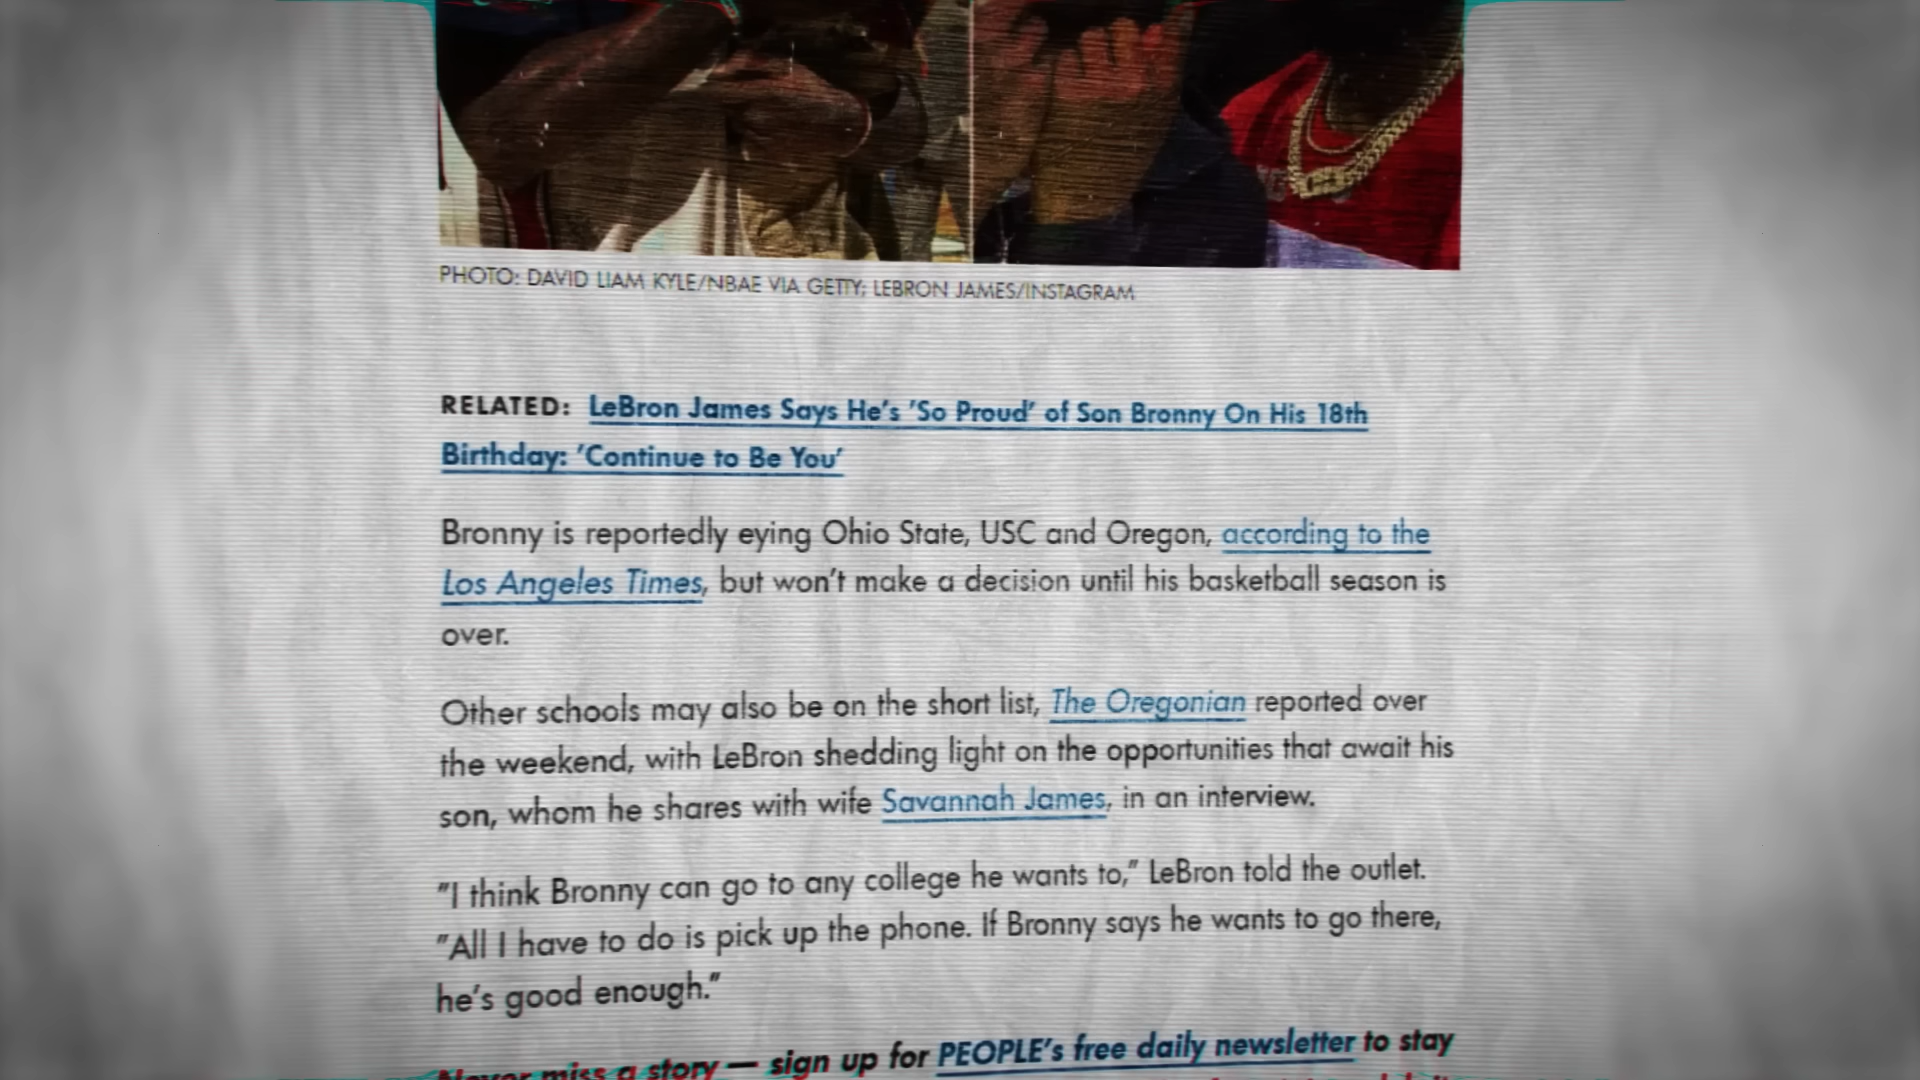 PHOTO: DAVID LIAM KYLE/NBAE VIA GETTY; LEBRON JAMES/INSTAGRAM
RELATED: LeBron James Says He's 'So Proud' of Son Bronny On His 18th
Birthday: 'Continue to Be You'
Bronny is reportedly eying Ohio State, USC and Oregon, according to the
Los Angeles Times, but won't make a decision until his basketball season is
over.
Other schools may also be on the short list, The Oregonian reported over
the weekend, with LeBron shedding light on the opportunities that await his
son, whom he shares with wife Savannah James, in an interview.
"I think Bronny can go to any college he wants to," LeBron told the outlet.
"All I have to do is pick up the phone. If Bronny says he wants to go there,
he's good enough."
Never miss a story — sign up for PEOPLE's free daily newsletter to stay